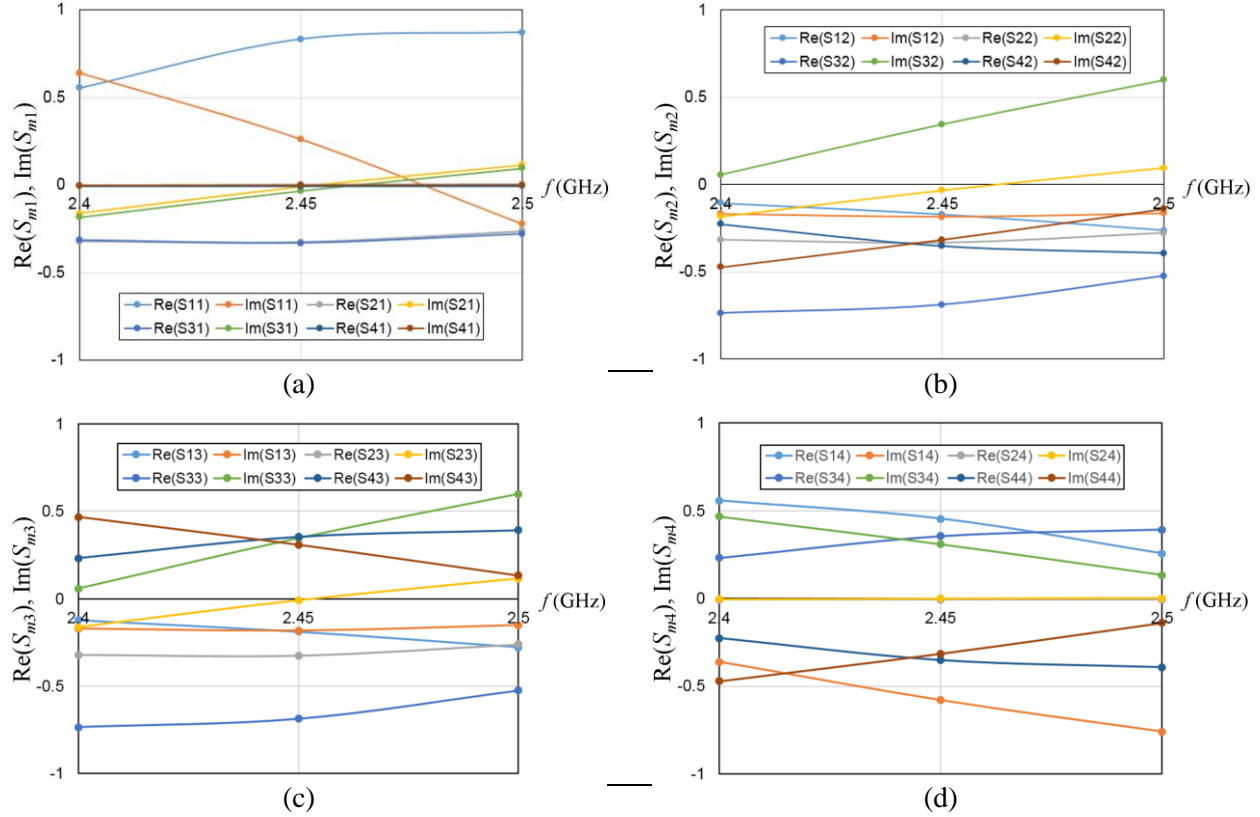 1
0.5
0
-0.5
-1
Re(Sm1), Im(Sm1)
2.4 2.45 2.5
f (GHz)
Re(S11) Im(S11) Re(S21) Im(S21)
Re(S31) Im(S31) Re(S41) Im(S41)
(a)
1
0.5
0
-0.5
-1
Re(Sm2), Im(Sm2)
Re(S12) Im(S12) Re(S22) Im(S22)
Re(S32) Im(S32) Re(S42) Im(S42)
2.4 2.45 2.5
f (GHz)
(b)
1
0.5
0
-0.5
-1
Re(Sm3), Im(Sm3)
Re(S13) Im(S13) Re(S23) Im(S23)
Re(S33) Im(S33) Re(S43) Im(S43)
2.4 2.45 2.5
f (GHz)
(c)
1
0.5
0
-0.5
-1
Re(Sm4), Im(Sm4)
Re(S14) Im(S14) Re(S24) Im(S24)
Re(S34) Im(S34) Re(S44) Im(S44)
2.4 2.45 2.5
f (GHz)
(d)